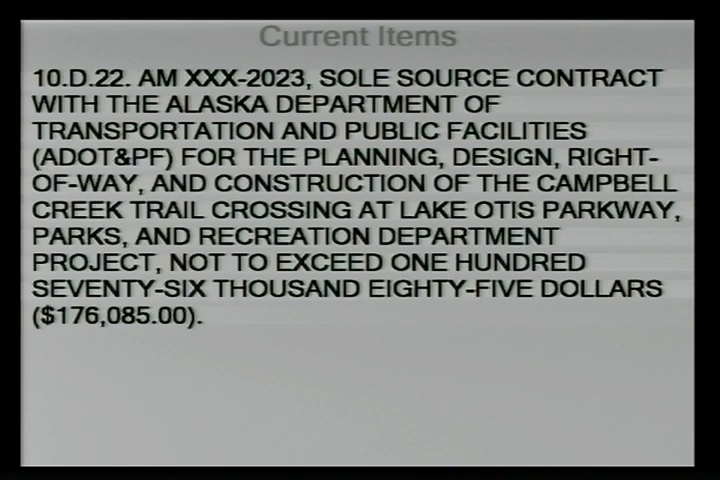 Current Items
10.D.22. AM XXX-2023, SOLE SOURCE CONTRACT
WITH THE ALASKA DEPARTMENT OF
TRANSPORTATION AND PUBLIC FACILITIES
(ADOT&PF) FOR THE PLANNING, DESIGN, RIGHT-
OF-WAY, AND CONSTRUCTION OF THE CAMPBELL
CREEK TRAIL CROSSING AT LAKE OTIS PARKWAY,
PARKS, AND RECREATION DEPARTMENT
PROJECT, NOT TO EXCEED ONE HUNDRED
SEVENTY-SIX THOUSAND EIGHTY-FIVE DOLLARS
($176,085.00).